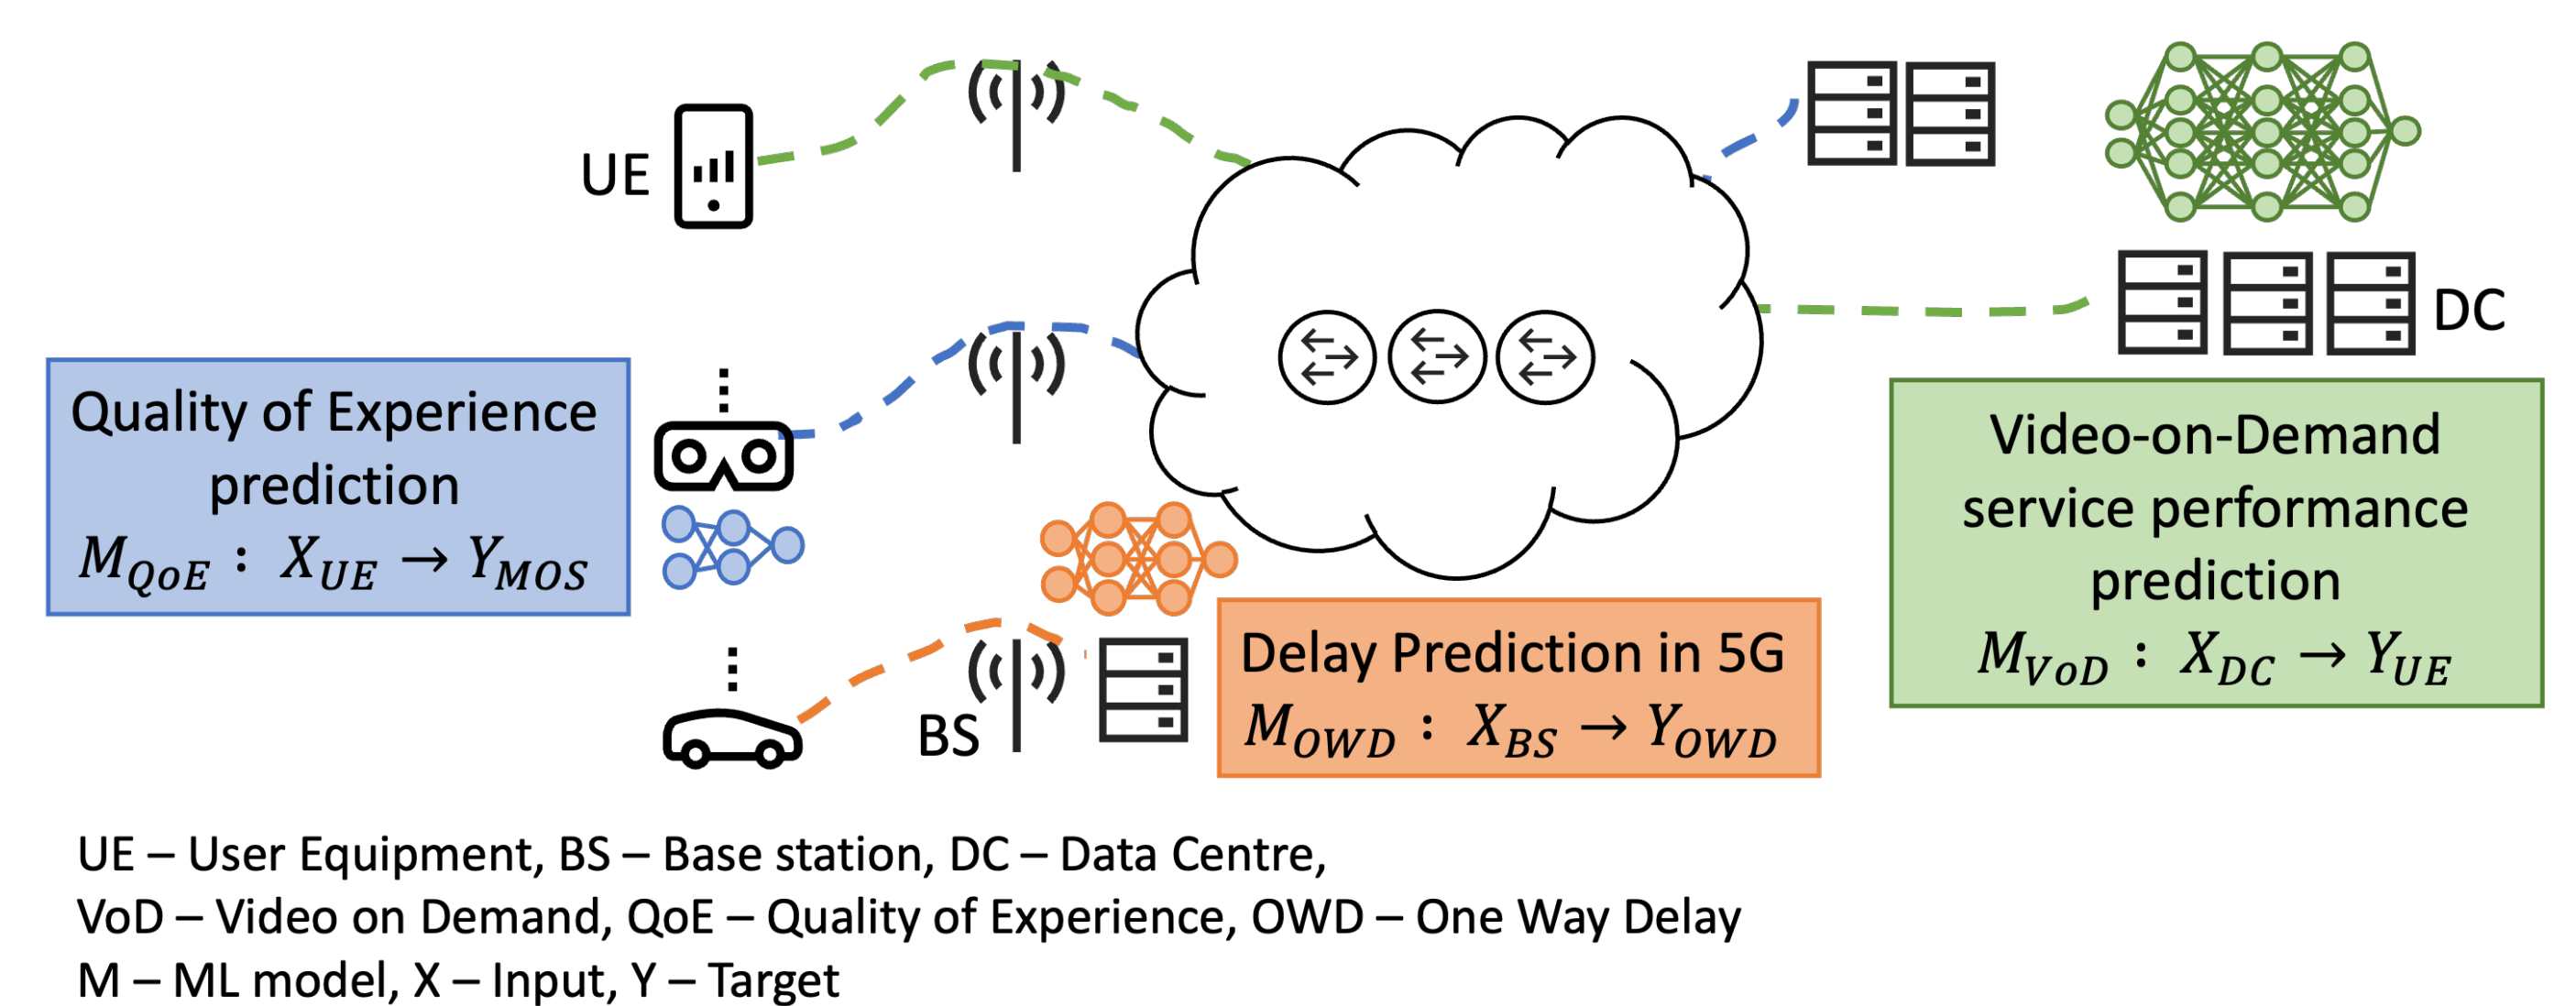 UE
DC
Quality of Experience
prediction
M_QoE : X_UE → Y_MOS
Video-on-Demand
service performance
prediction
M_VoD : X_DC → Y_UE
BS
Delay Prediction in 5G
M_OWD : X_BS → Y_OWD
UE – User Equipment, BS – Base station, DC – Data Centre,
VoD – Video on Demand, QoE – Quality of Experience, OWD – One Way Delay
M – ML model, X – Input, Y – Target